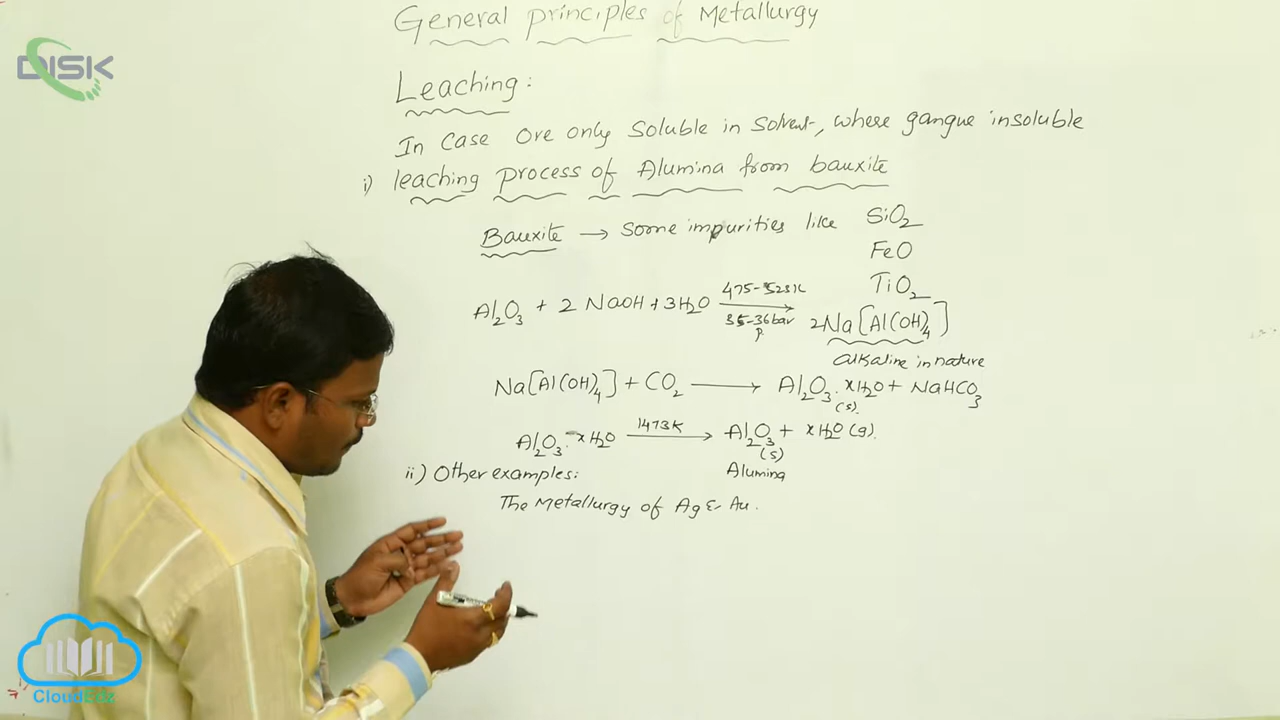 DISK
General principles of Metallurgy
Leaching:
In Case Ore only Soluble in Solvent, where gangue insoluble
i) leaching process of Alumina from bauxite
Bauxite → Some impurities like SiO₂
FeO
TiO₂
Al₂O₃ + 2 NaOH + 3H₂O → 2Na[Al(OH)₄]
475-523K
35-36bar
P.
alkaline in nature
Na[Al(OH)₄] + CO₂ → Al₂O₃.xH₂O + NaHCO₃
(s).
Al₂O₃.xH₂O 1473K → Al₂O₃ + xH₂O (g).
(s)
ii) Other examples: Alumina
The Metallurgy of Ag & Au.
CloudEdz